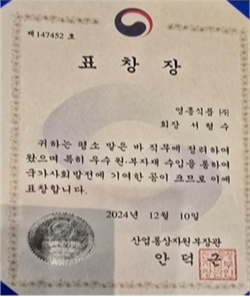 제147452 호
표 창 장
영흥식품 (주)
회장 서형수
귀하는 평소 맡은 바 직무에 정려하여
왔으며 특히 우수 원·부자재 수입을 통하여
국가사회발전에 기여한 공이 크므로 이에
표창합니다.
2024년 12월 10일
산업통상자원부장관
안 덕 근